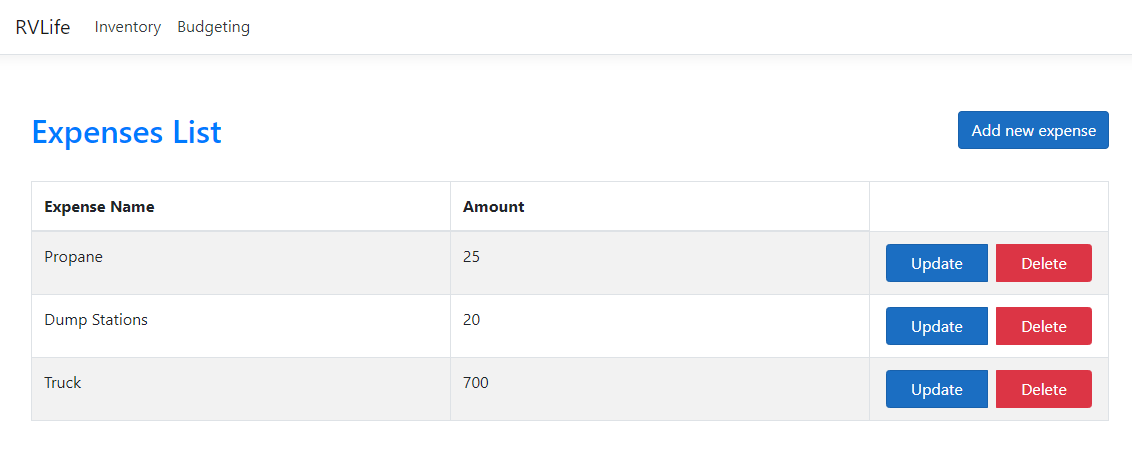 RVLife Inventory Budgeting
Expenses List Add new expense
Expense Name Amount
Propane 25 Update Delete
Dump Stations 20 Update Delete
Truck 700 Update Delete